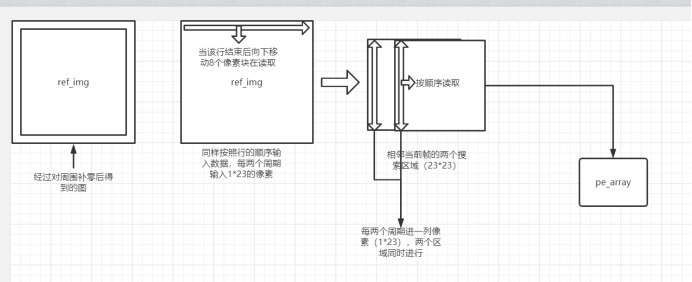 ref_img
经过对周围补零后得
到的图
当该行结束后向下移
动8个像素块在读取
ref_img
同样按照行的顺序输
入数据，每两个周期
输入1*23的像素
按顺序读取
相邻当前帧的两个搜
索区域（23*23）
每两个周期进一列像
素（1*23），两个区
域同时进行
pe_array